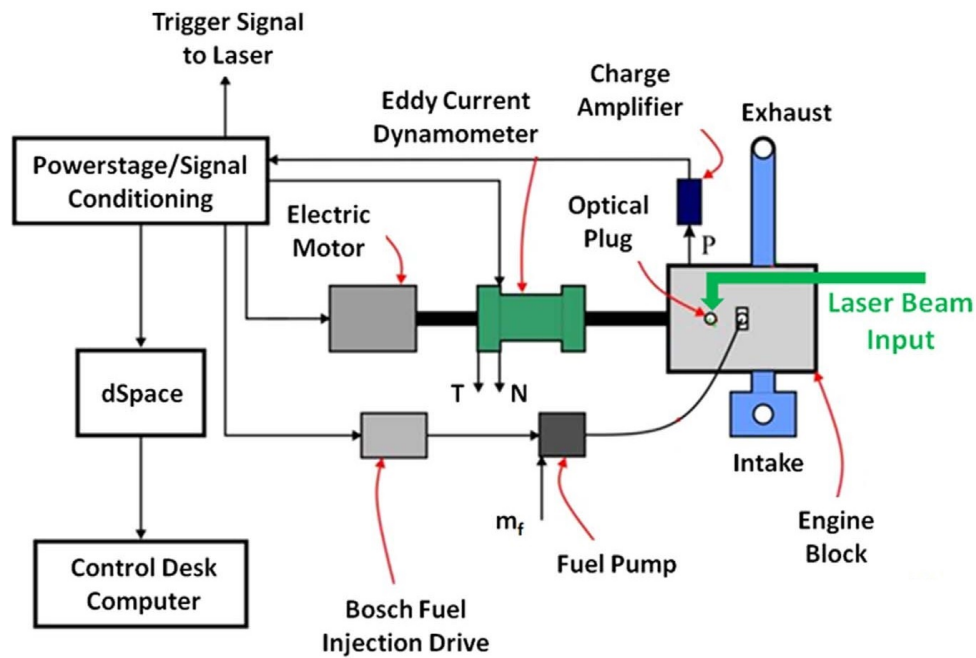 Trigger Signal
to Laser
Charge
Amplifier
Eddy Current
Dynamometer
Exhaust
Powerstage/Signal
Conditioning
Optical
Plug
Electric
Motor
P
Laser Beam
Input
dSpace
T
N
Intake
m_f
Engine
Block
Fuel Pump
Control Desk
Computer
Bosch Fuel
Injection Drive